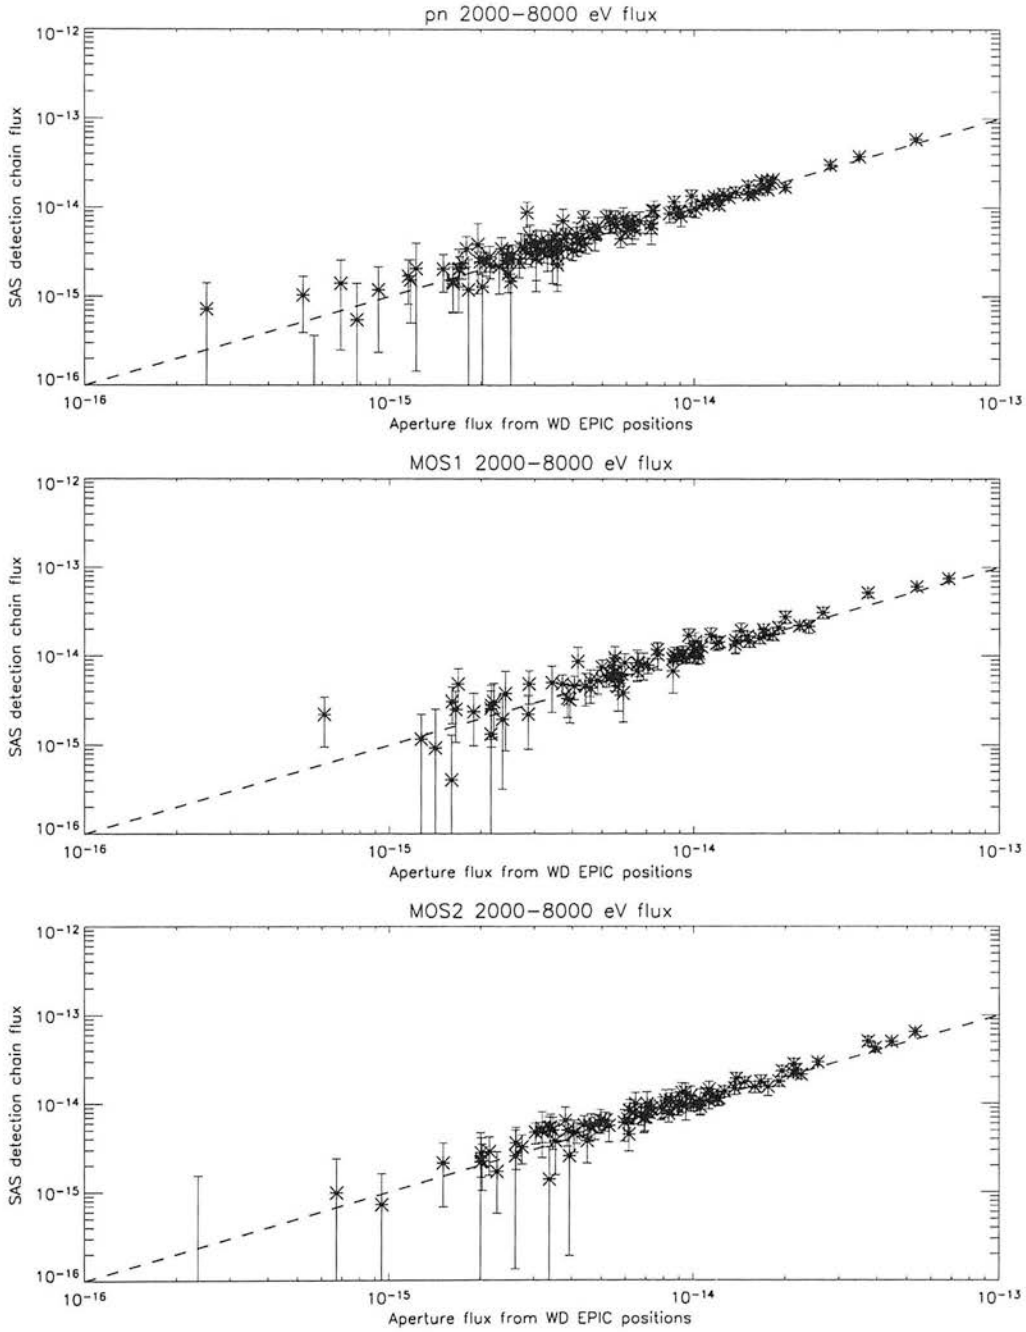 pn 2000–8000 eV flux
10⁻¹²
10⁻¹³
10⁻¹⁴
10⁻¹⁵
10⁻¹⁶
SAS detection chain flux
10⁻¹⁶ 10⁻¹⁵ 10⁻¹⁴ 10⁻¹³
Aperture flux from WD EPIC positions
MOS1 2000–8000 eV flux
10⁻¹²
10⁻¹³
10⁻¹⁴
10⁻¹⁵
10⁻¹⁶
SAS detection chain flux
10⁻¹⁶ 10⁻¹⁵ 10⁻¹⁴ 10⁻¹³
Aperture flux from WD EPIC positions
MOS2 2000–8000 eV flux
10⁻¹²
10⁻¹³
10⁻¹⁴
10⁻¹⁵
10⁻¹⁶
SAS detection chain flux
10⁻¹⁶ 10⁻¹⁵ 10⁻¹⁴ 10⁻¹³
Aperture flux from WD EPIC positions